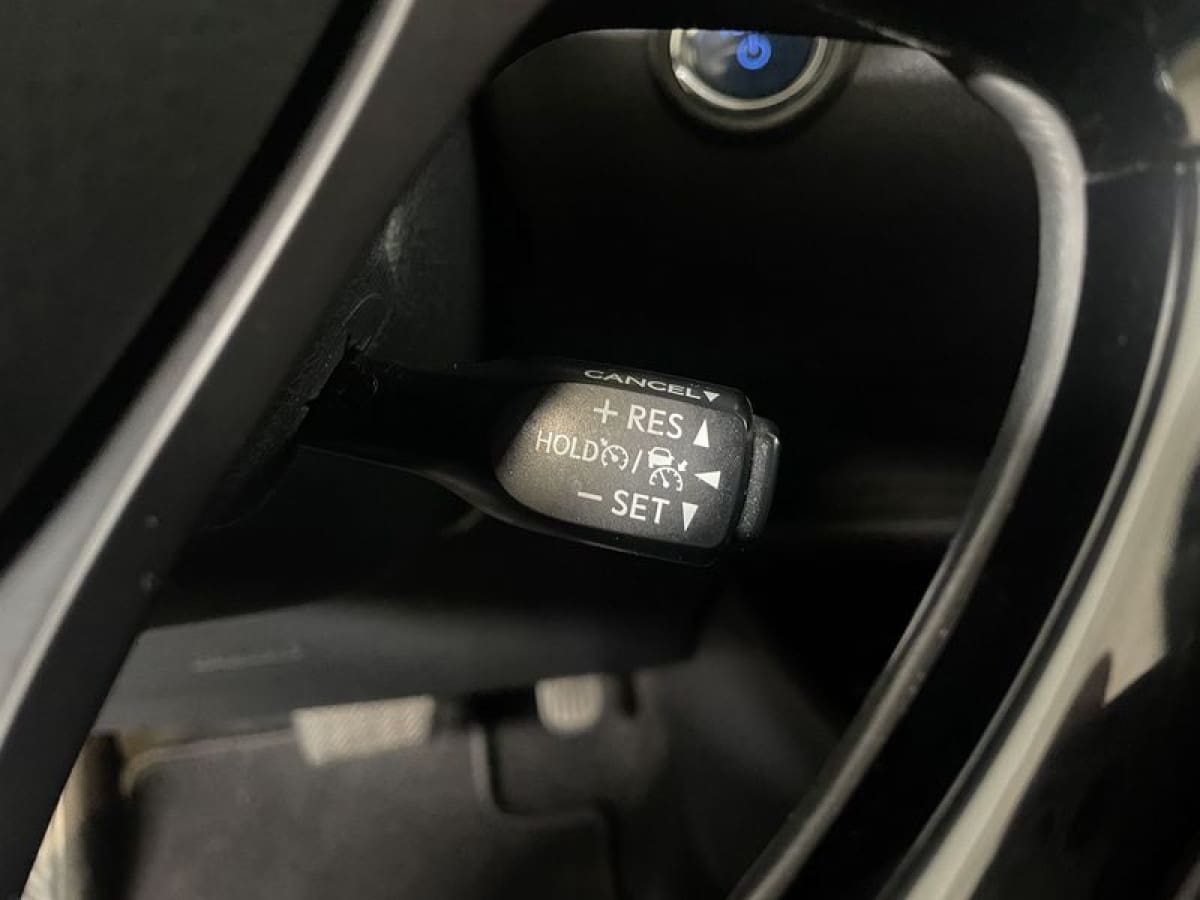 CANCEL▼
+ RES▲
HOLD /◀
− SET▼